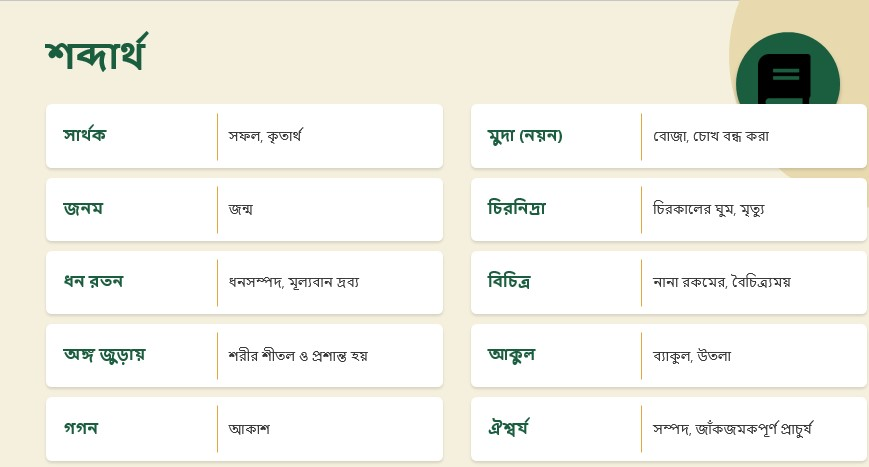 শব্দার্থ
সার্থক
সফল, কৃতার্থ
মুদা (নয়ন)
বোজা, চোখ বন্ধ করা
জনম
জন্ম
চিরনিদ্রা
চিরকালের ঘুম, মৃত্যু
ধন রতন
ধনসম্পদ, মূল্যবান দ্রব্য
বিচিত্র
নানা রকমের, বৈচিত্র্যময়
অঙ্গ জুড়ায়
শরীর শীতল ও প্রশান্ত হয়
আকুল
ব্যাকুল, উতলা
গগন
আকাশ
ঐশ্বর্য
সম্পদ, জাঁকজমকপূর্ণ প্রাচুর্য